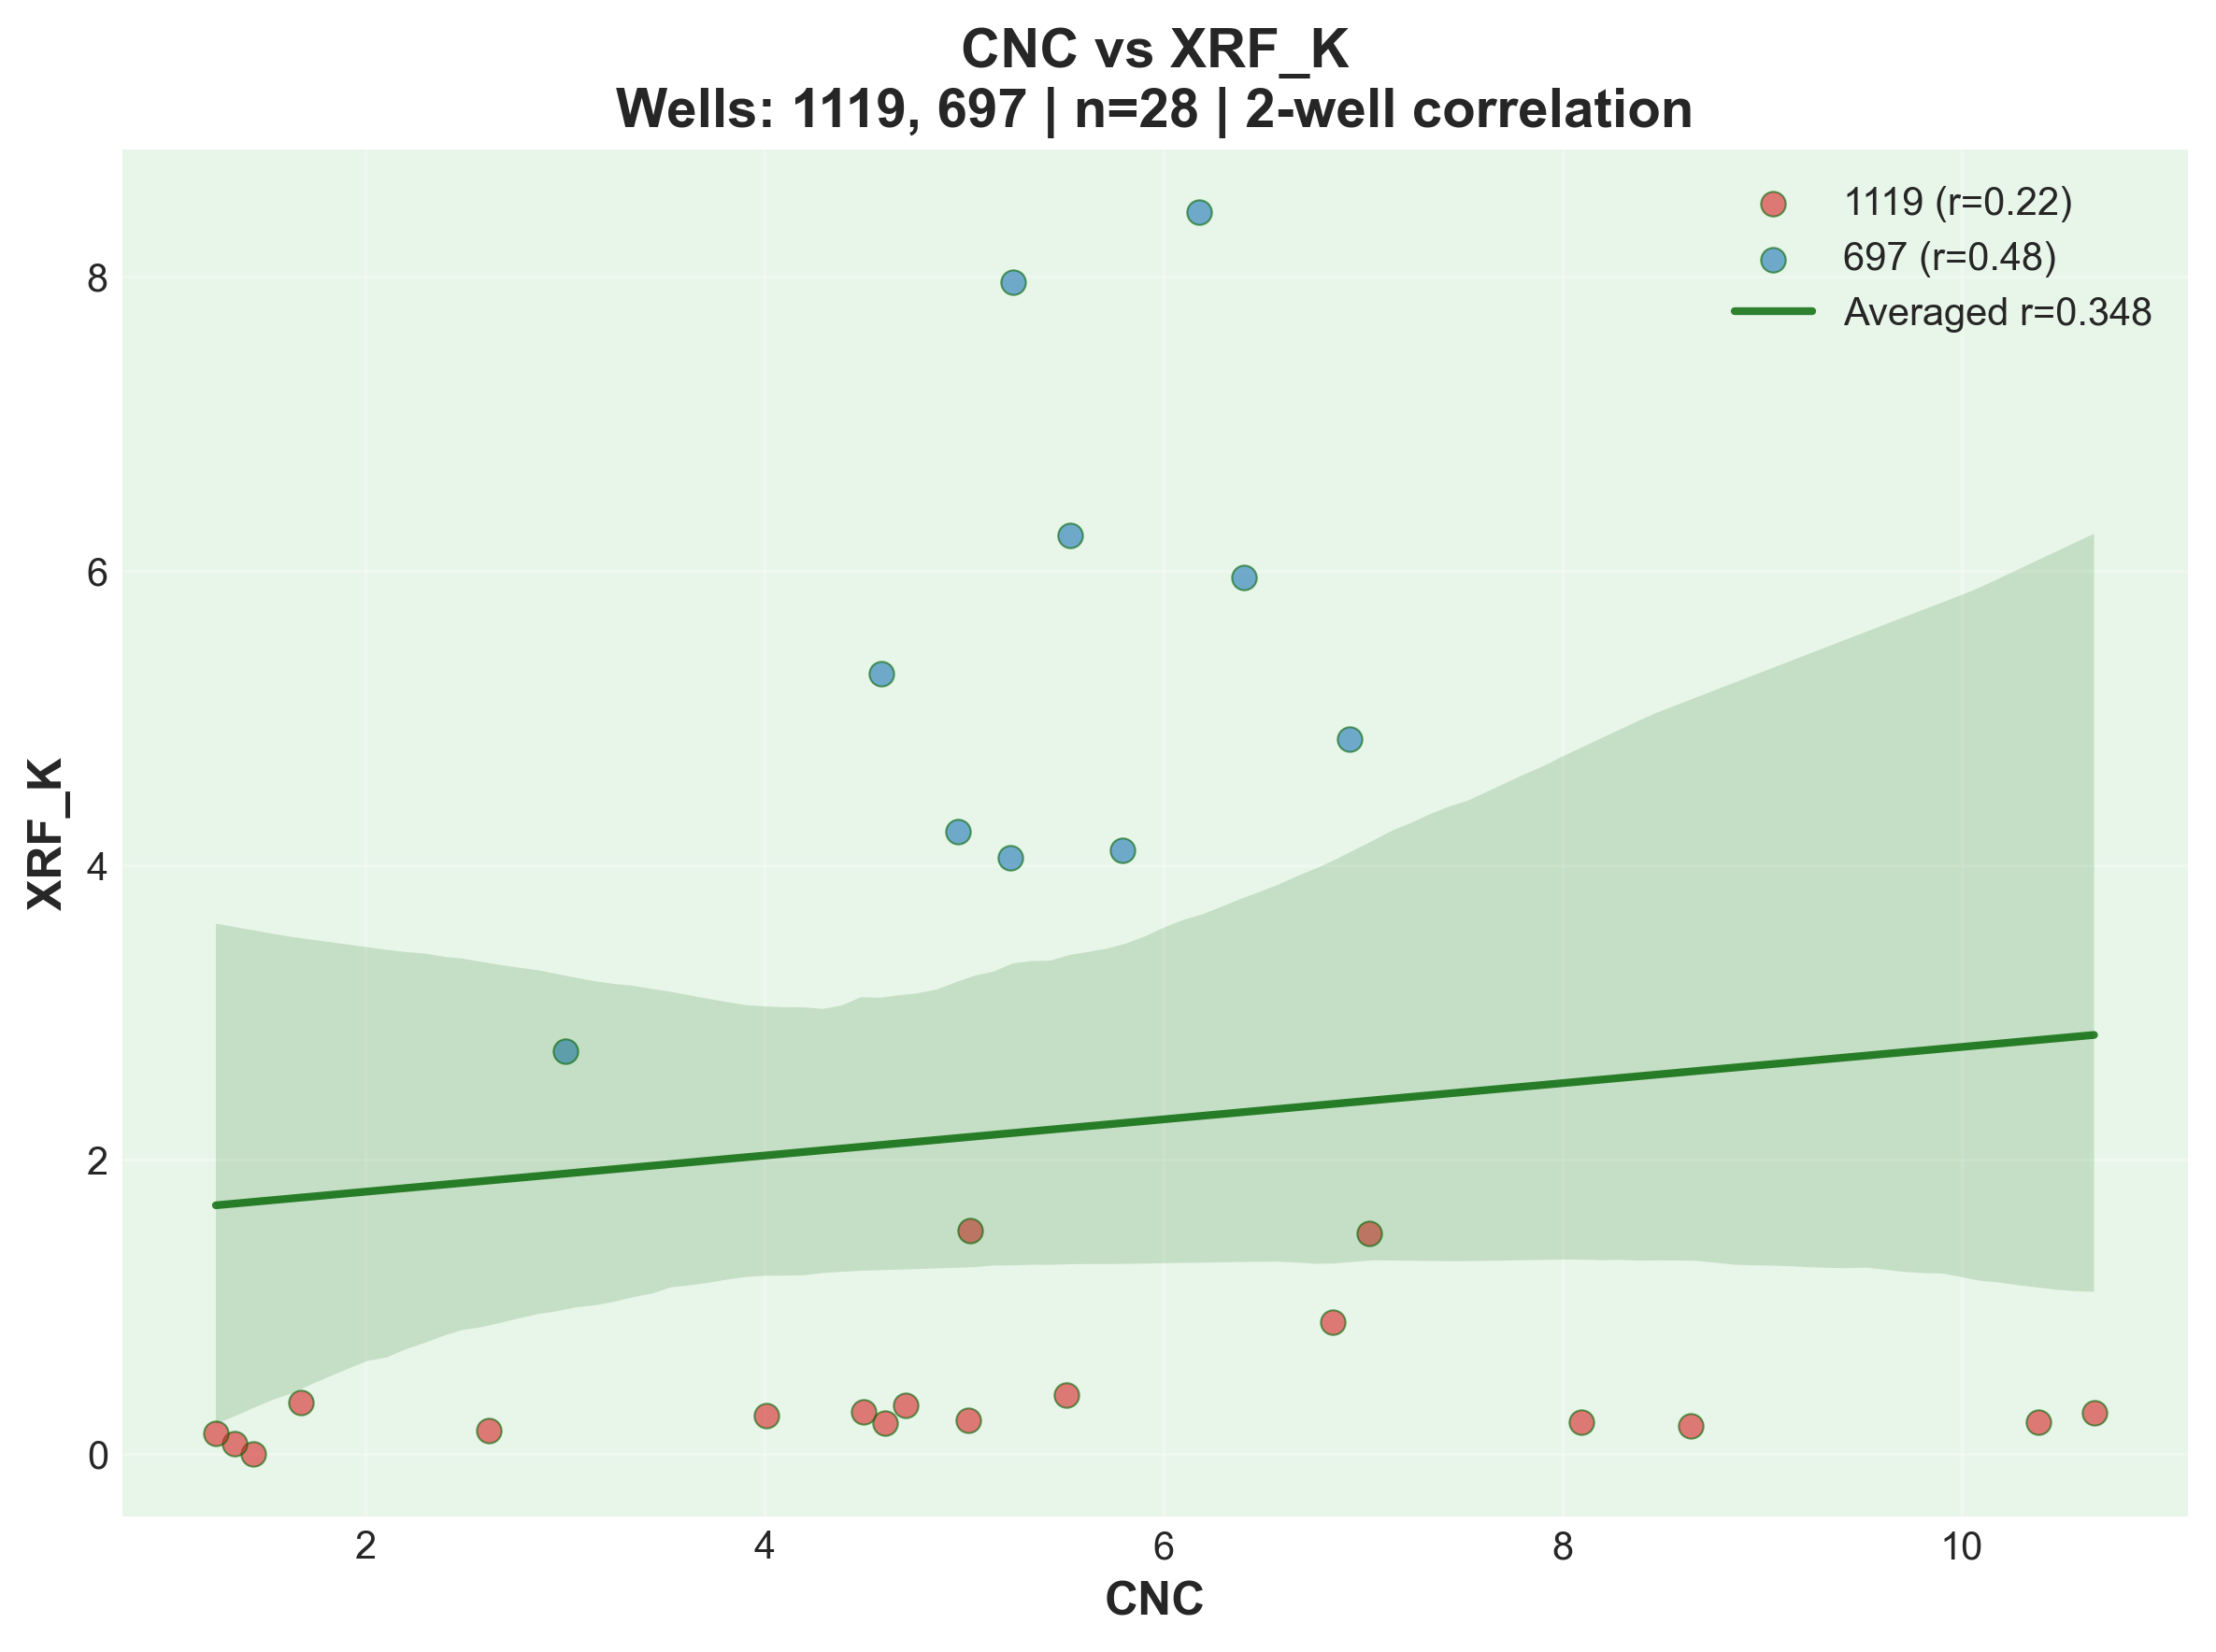 CNC vs XRF_K
Wells: 1119, 697 | n=28 | 2-well correlation
1119 (r=0.22)
697 (r=0.48)
Averaged r=0.348
XRF_K
8
6
4
2
0
2
4
6
8
10
CNC